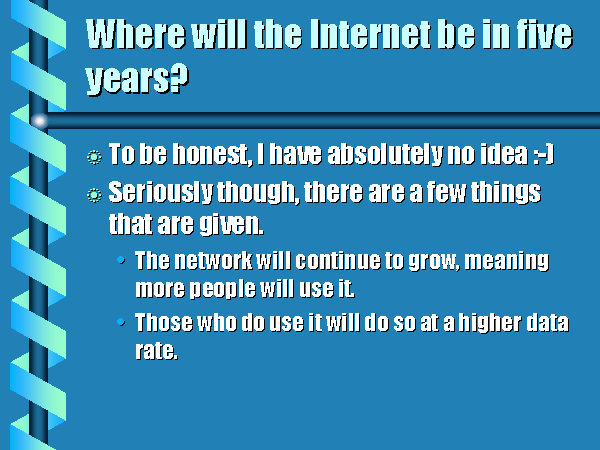 Where will the Internet be in five
years?
To be honest, I have absolutely no idea :-)
Seriously though, there are a few things
that are given.
The network will continue to grow, meaning
more people will use it.
Those who do use it will do so at a higher data
rate.